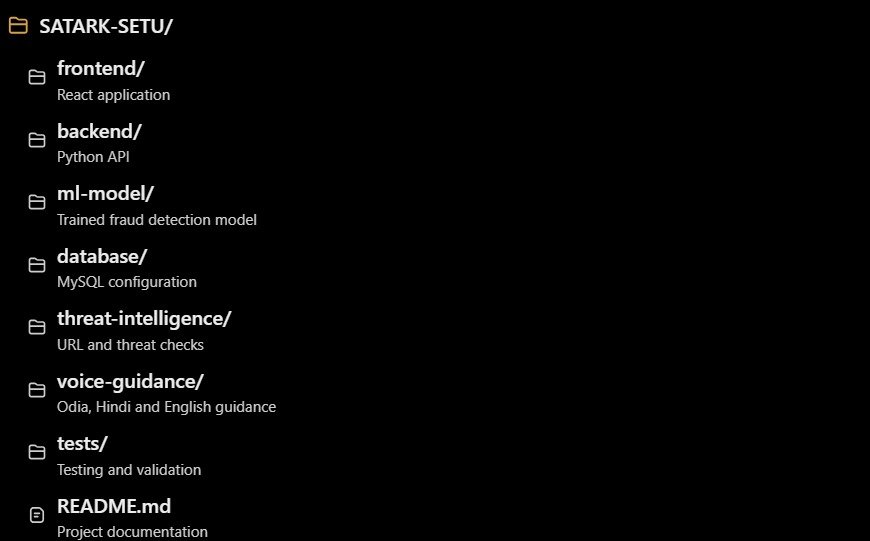 SATARK-SETU/
frontend/
React application
backend/
Python API
ml-model/
Trained fraud detection model
database/
MySQL configuration
threat-intelligence/
URL and threat checks
voice-guidance/
Odia, Hindi and English guidance
tests/
Testing and validation
README.md
Project documentation